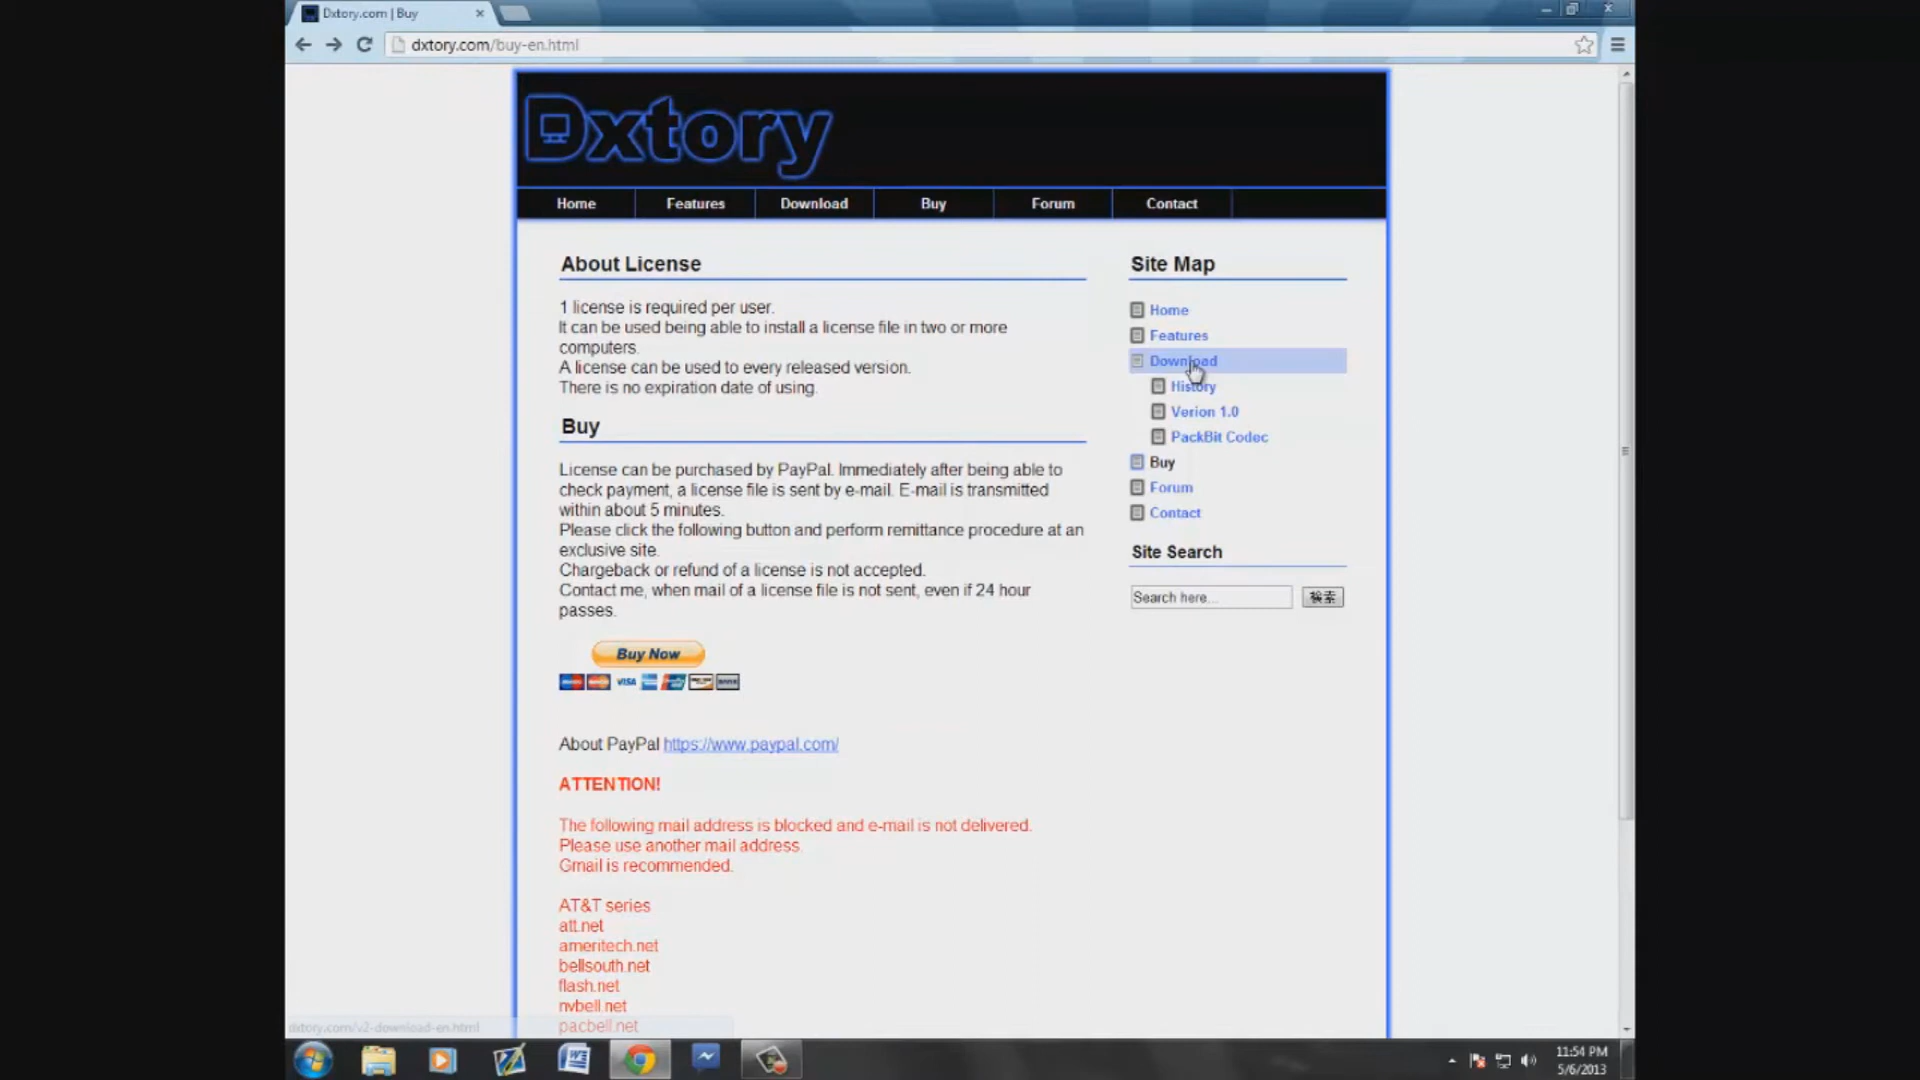 Dxtory.com | Buy
dxtory.com/buy-en.html
Dxtory
Home Features Download Buy Forum Contact
About License
1 license is required per user.
It can be used being able to install a license file in two or more
computers.
A license can be used to every released version.
There is no expiration date of using.
Buy
License can be purchased by PayPal. Immediately after being able to
check payment, a license file is sent by e-mail. E-mail is transmitted
within about 5 minutes.
Please click the following button and perform remittance procedure at an
exclusive site.
Chargeback or refund of a license is not accepted.
Contact me, when mail of a license file is not sent, even if 24 hour
passes.
Buy Now
VISA
About PayPal https://www.paypal.com/
ATTENTION!
The following mail address is blocked and e-mail is not delivered.
Please use another mail address.
Gmail is recommended.
AT&T series
att.net
ameritech.net
bellsouth.net
flash.net
nvbell.net
pacbell.net
Site Map
Home
Features
Download
History
Verion 1.0
PackBit Codec
Buy
Forum
Contact
Site Search
Search here...
検索
dxtory.com/v2-download-en.html
11:54 PM
5/6/2013